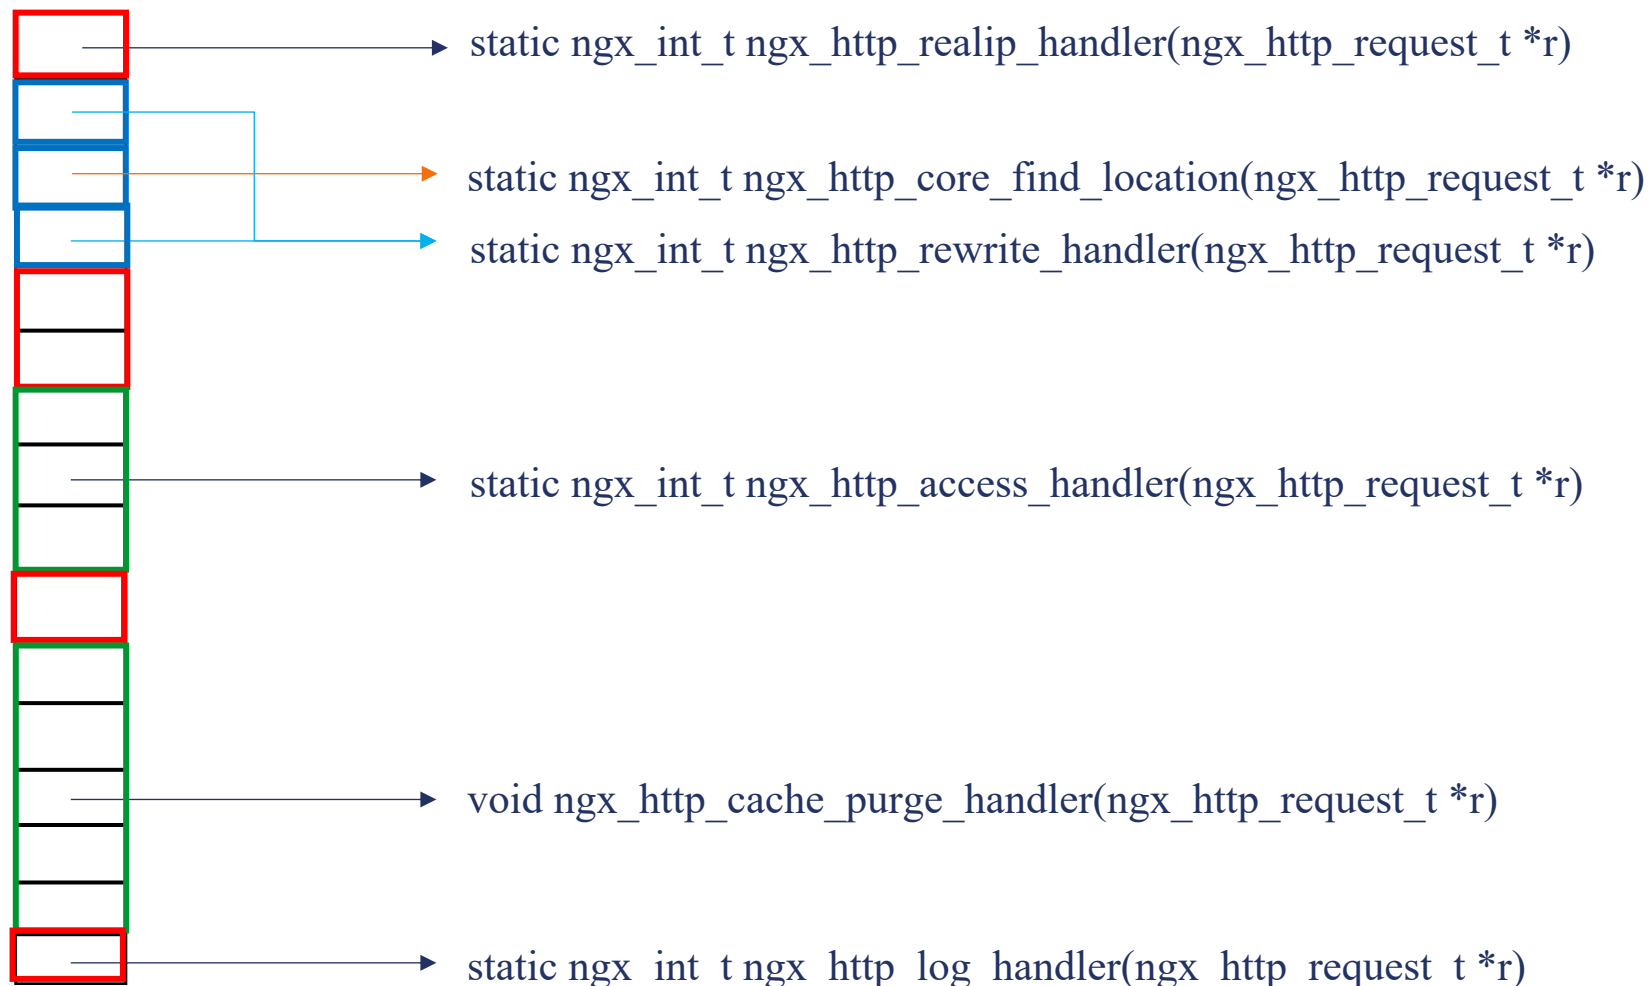 static ngx_int_t ngx_http_realip_handler(ngx_http_request_t *r)
static ngx_int_t ngx_http_core_find_location(ngx_http_request_t *r)
static ngx_int_t ngx_http_rewrite_handler(ngx_http_request_t *r)
static ngx_int_t ngx_http_access_handler(ngx_http_request_t *r)
void ngx_http_cache_purge_handler(ngx_http_request_t *r)
static ngx_int_t ngx_http_log_handler(ngx_http_request_t *r)